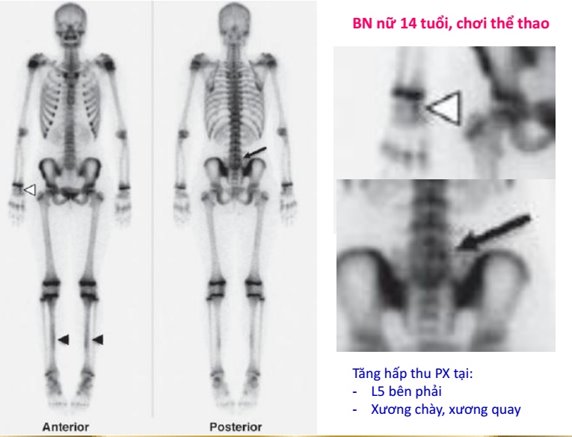 BN nữ 14 tuổi, chơi thể thao
Tăng hấp thu PX tại:
- L5 bên phải
- Xương chày, xương quay
Anterior
Posterior